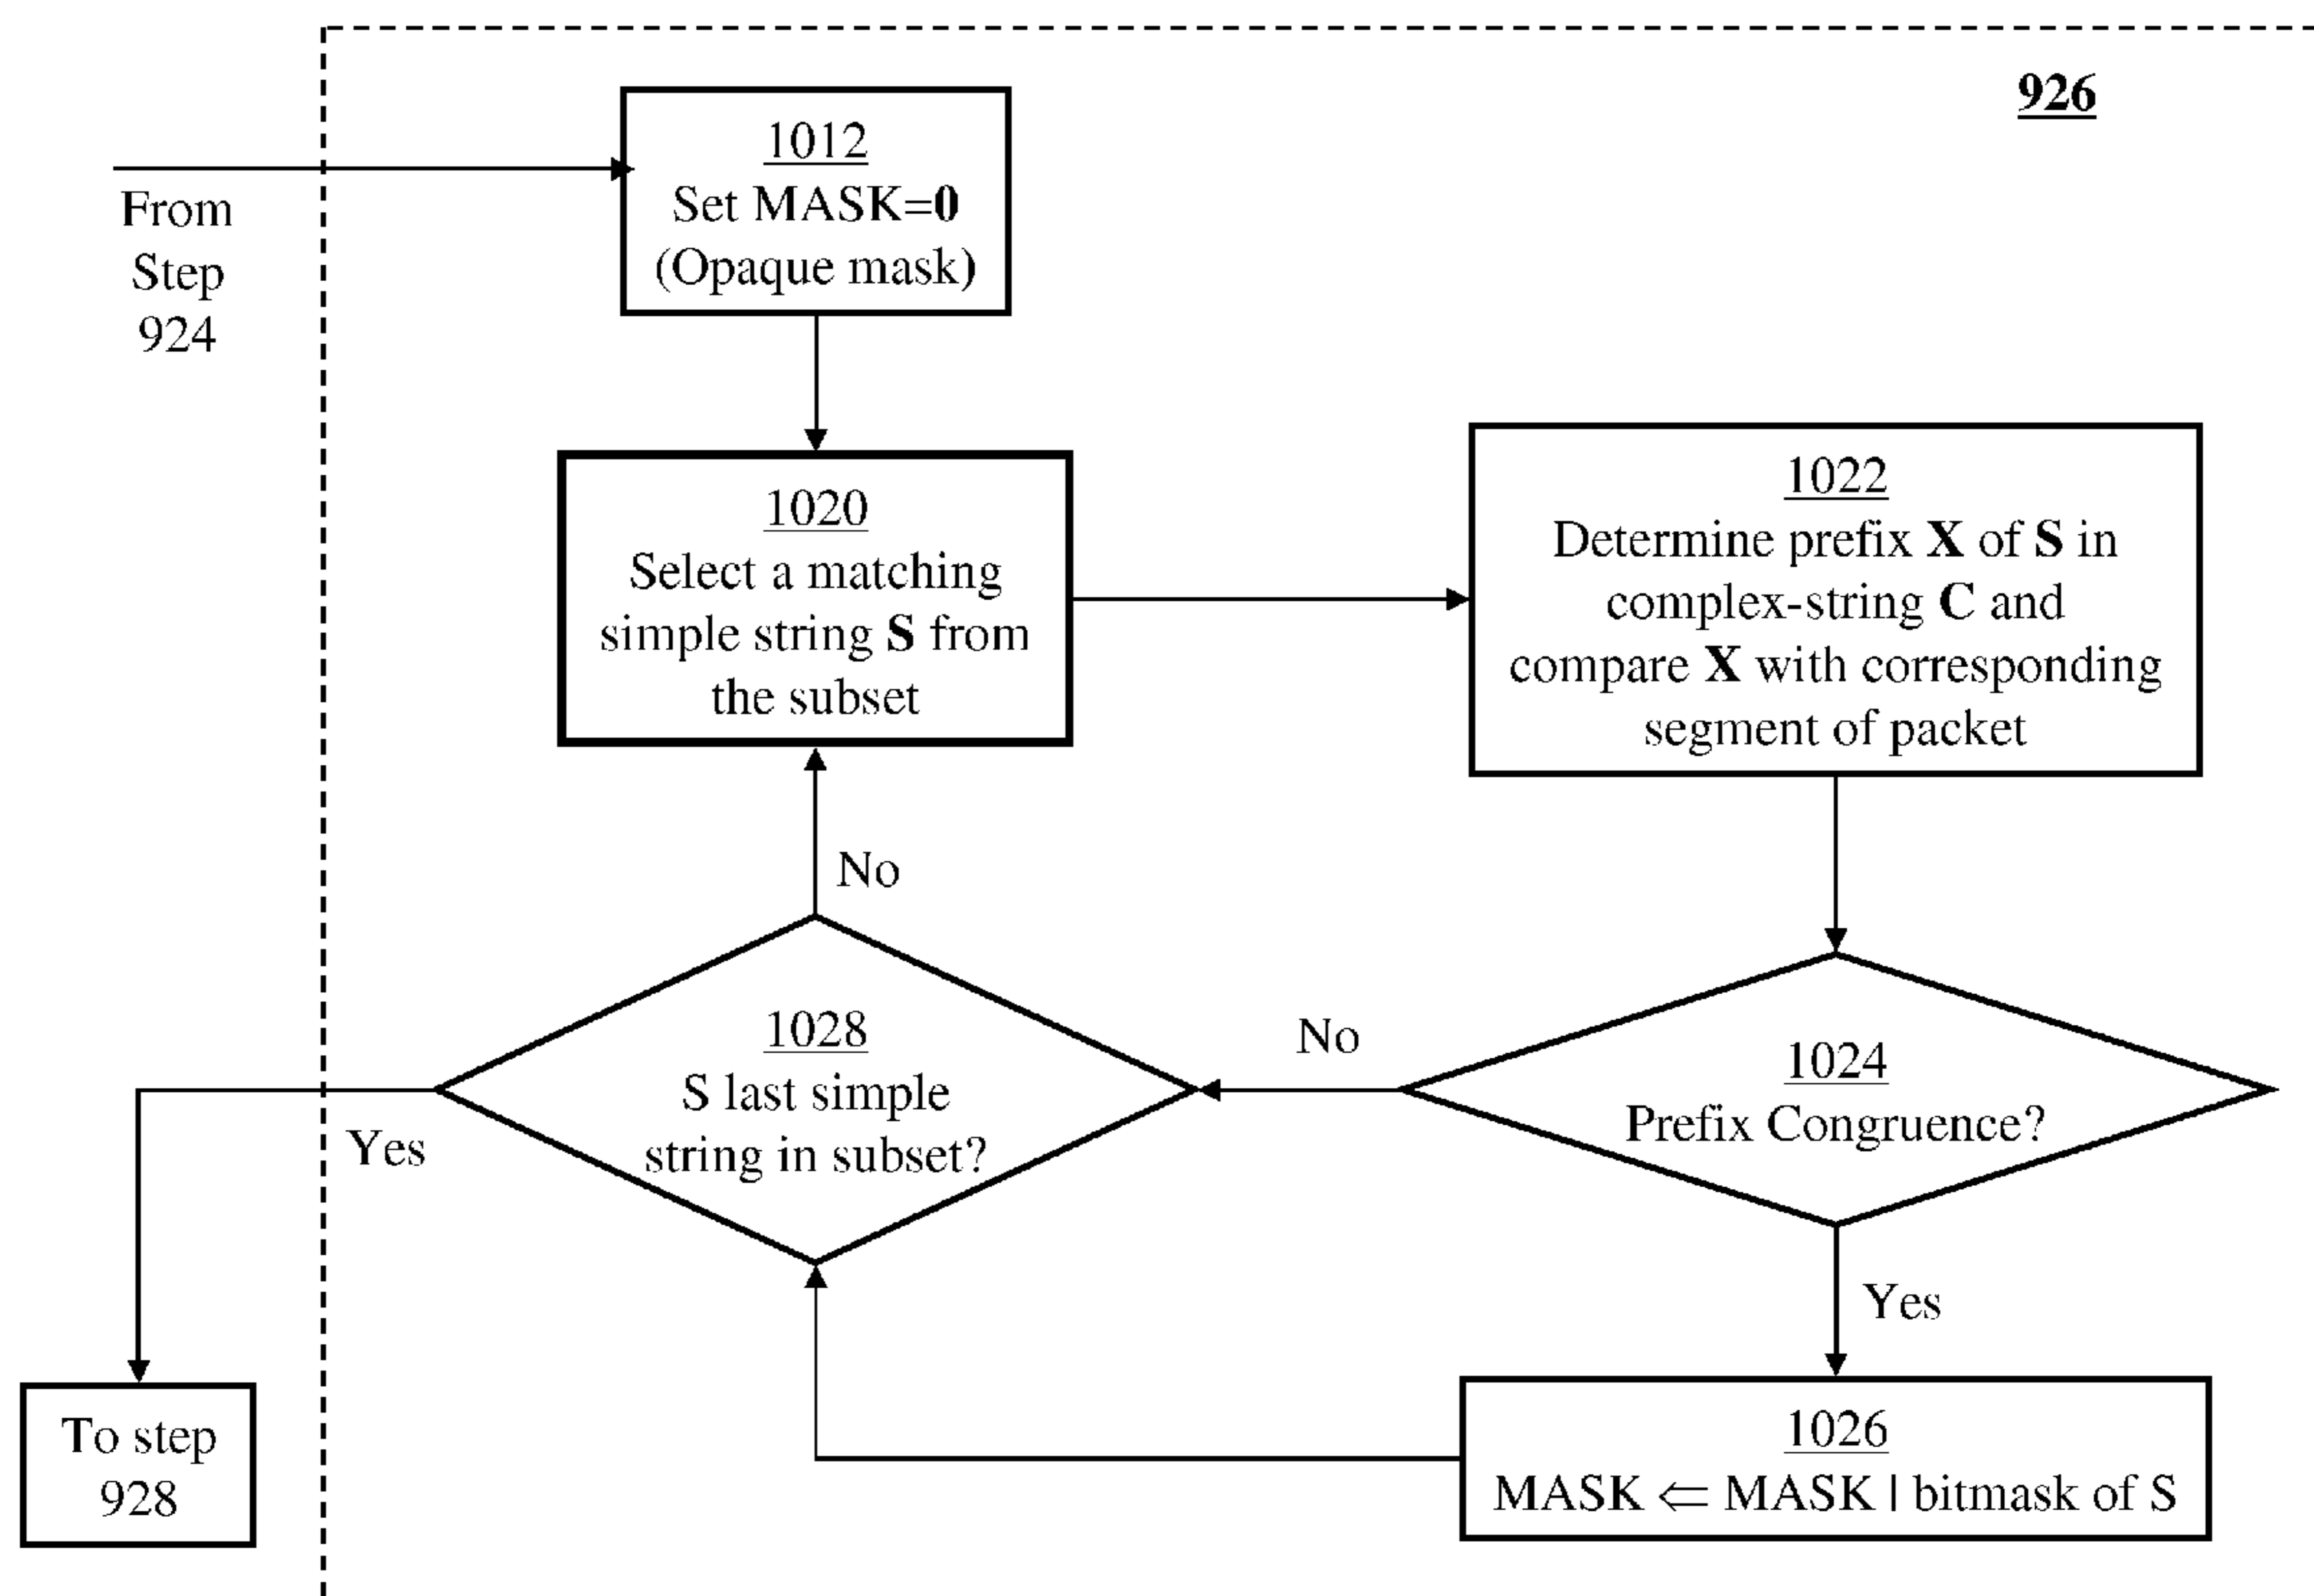 926
1012
Set MASK=0
(Opaque mask)
From
Step
924
1020
Select a matching
simple string S from
the subset
1022
Determine prefix X of S in
complex-string C and
compare X with corresponding
segment of packet
No
1028
S last simple
string in subset?
No
1024
Prefix Congruence?
Yes
Yes
To step
928
1026
MASK ⇐ MASK | bitmask of S